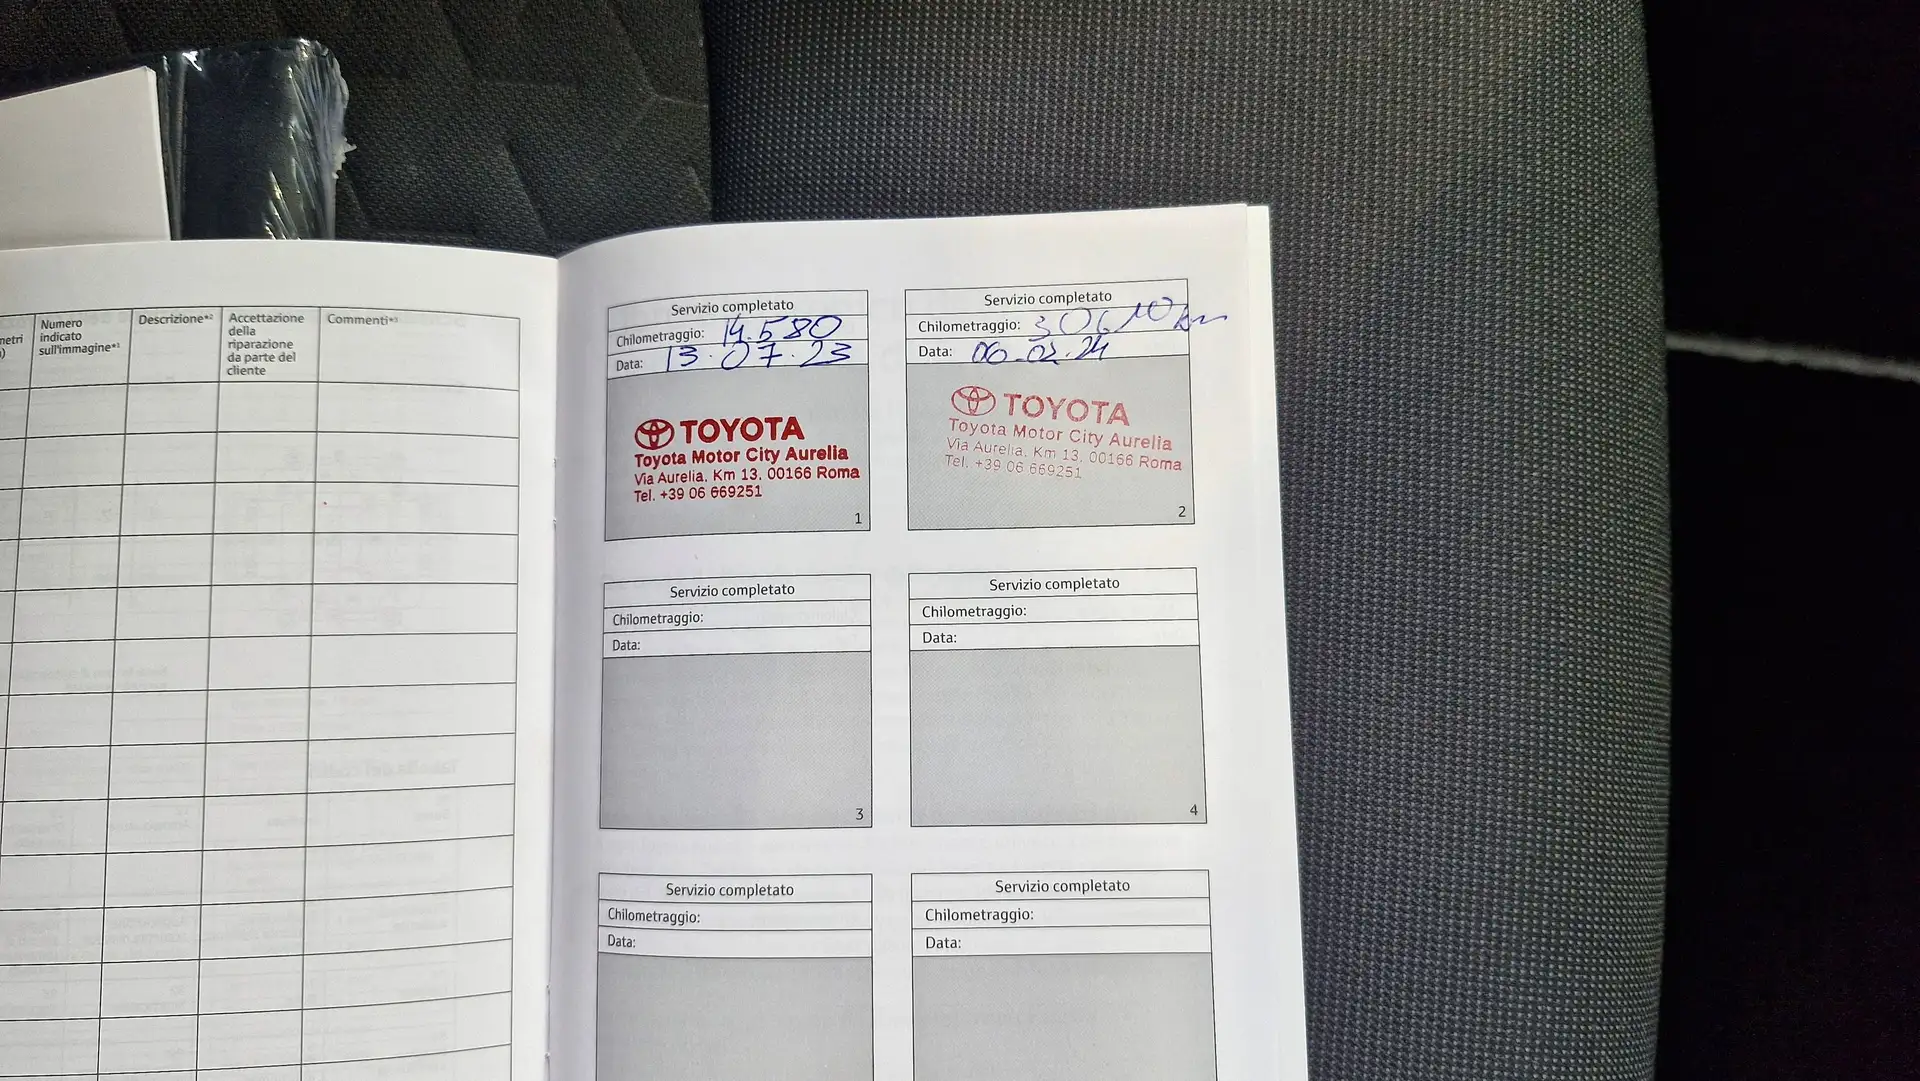 metri
)
Numero
indicato
sull'immagine*1
Descrizione*2
Accettazione
della
riparazione
da parte del
cliente
Commenti*3
Servizio completato
Chilometraggio: 14.580
Data: 13.07.23
TOYOTA
Toyota Motor City Aurelia
Via Aurelia, Km 13, 00166 Roma
Tel. +39 06 669251
1
Servizio completato
Chilometraggio: 30610 km
Data: 06.02.24
TOYOTA
Toyota Motor City Aurelia
Via Aurelia, Km 13, 00166 Roma
Tel. +39 06 669251
2
Servizio completato
Chilometraggio:
Data:
3
Servizio completato
Chilometraggio:
Data:
4
Servizio completato
Chilometraggio:
Data:
Servizio completato
Chilometraggio:
Data: